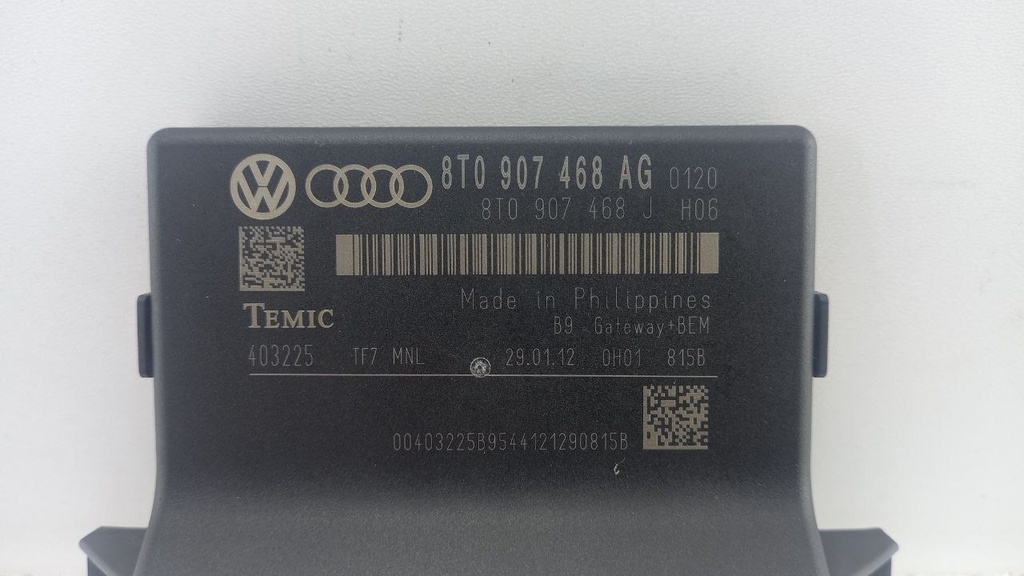 8T0 907 468 AG 0120
8T0 907 468 J H06
Made in Philippines
TEMIC
B9 - Gateway+BEM
403225 TF7 MNL 29.01.12 0H01 815B
00403225B9544121290815B